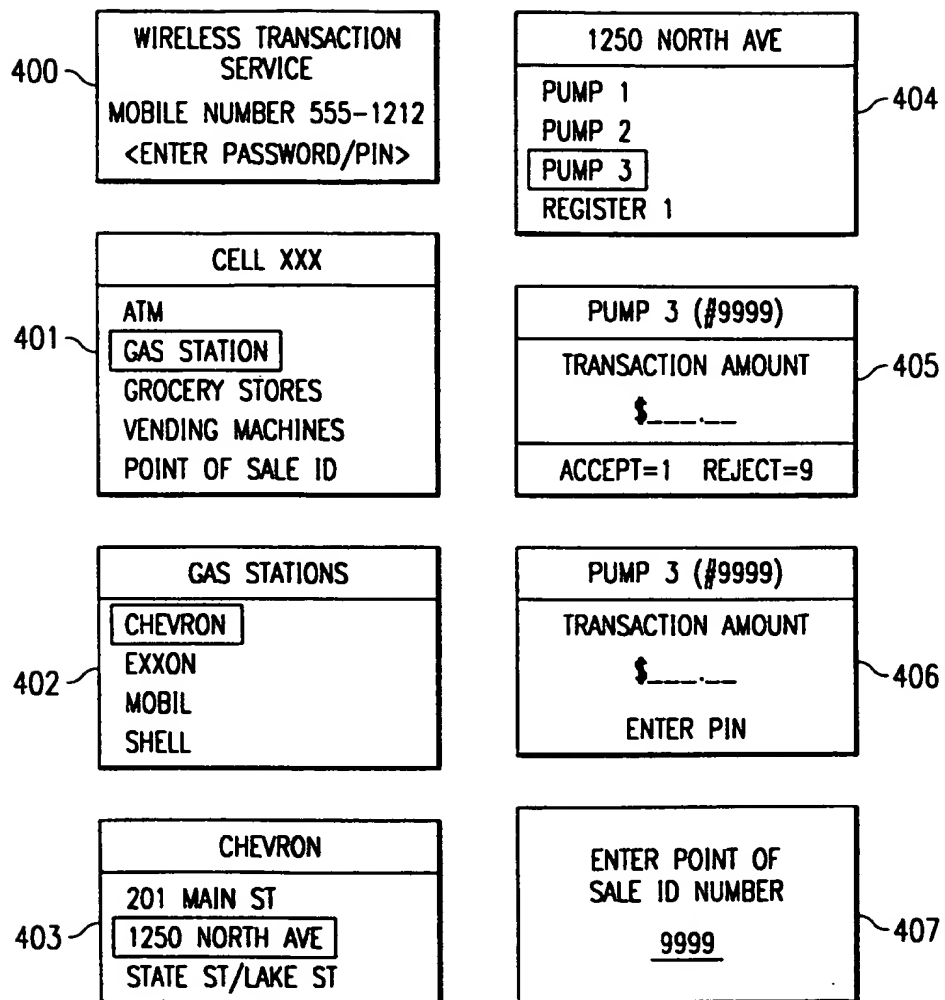 400
WIRELESS TRANSACTION
SERVICE
MOBILE NUMBER 555-1212
<ENTER PASSWORD/PIN>
401
CELL XXX
ATM
GAS STATION
GROCERY STORES
VENDING MACHINES
POINT OF SALE ID
402
GAS STATIONS
CHEVRON
EXXON
MOBIL
SHELL
403
CHEVRON
201 MAIN ST
1250 NORTH AVE
STATE ST/LAKE ST
404
1250 NORTH AVE
PUMP 1
PUMP 2
PUMP 3
REGISTER 1
405
PUMP 3 (#9999)
TRANSACTION AMOUNT
$___.__
ACCEPT=1 REJECT=9
406
PUMP 3 (#9999)
TRANSACTION AMOUNT
$___.__
ENTER PIN
407
ENTER POINT OF
SALE ID NUMBER
9999